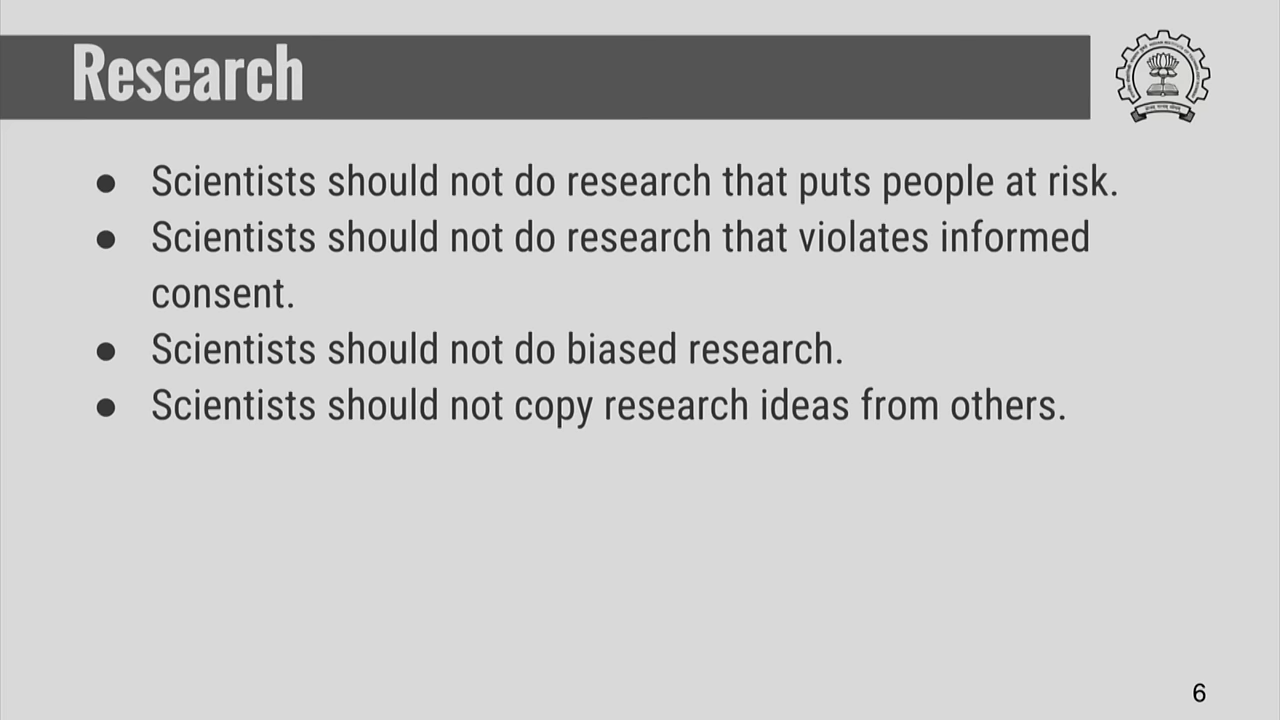 Research
● Scientists should not do research that puts people at risk.
● Scientists should not do research that violates informed
consent.
● Scientists should not do biased research.
● Scientists should not copy research ideas from others.
6